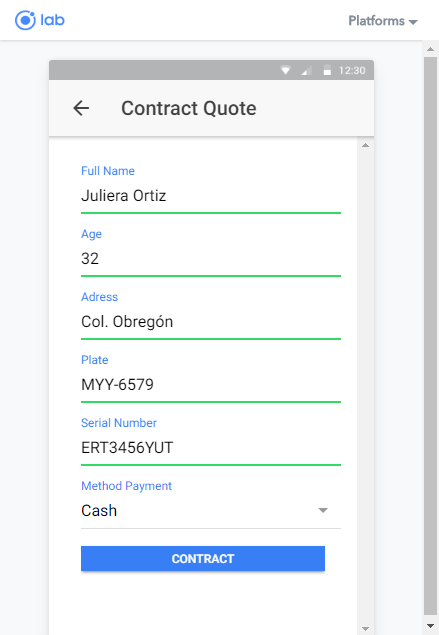 lab
Platforms
12:30
Contract Quote
Full Name
Juliera Ortiz
Age
32
Adress
Col. Obregón
Plate
MYY-6579
Serial Number
ERT3456YUT
Method Payment
Cash
CONTRACT